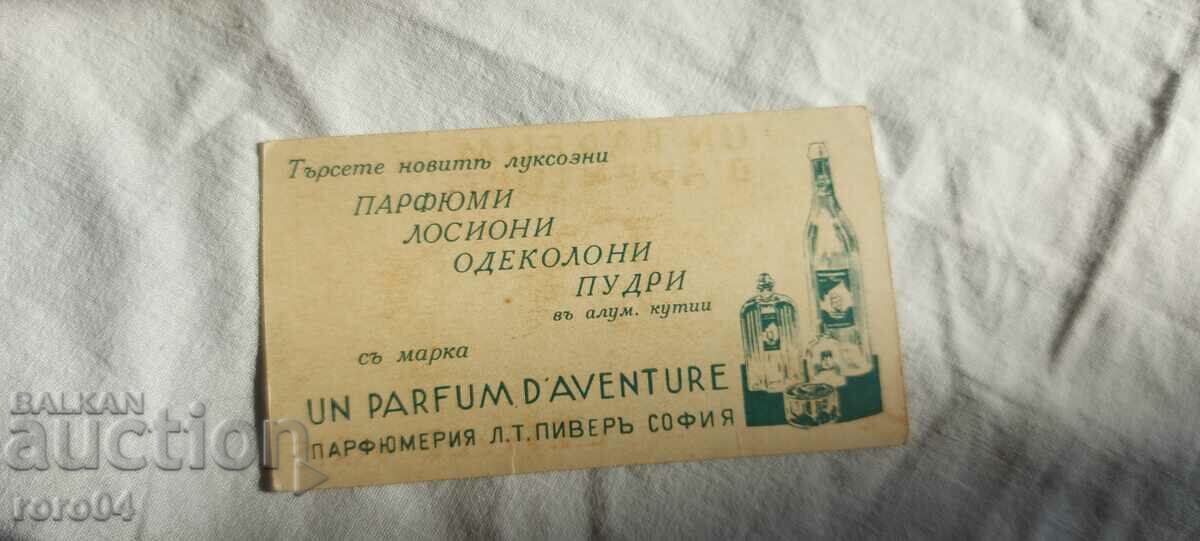 Търсете новитѣ луксозни
ПАРФЮМИ
ЛОСИОНИ
ОДЕКОЛОНИ
ПУДРИ
въ алум. кутии
съ марка
UN PARFUM D'AVENTURE
ПАРФЮМЕРИЯ Л.Т.ПИВЕРЪ СОФИЯ
BALKAN
auction
roro04